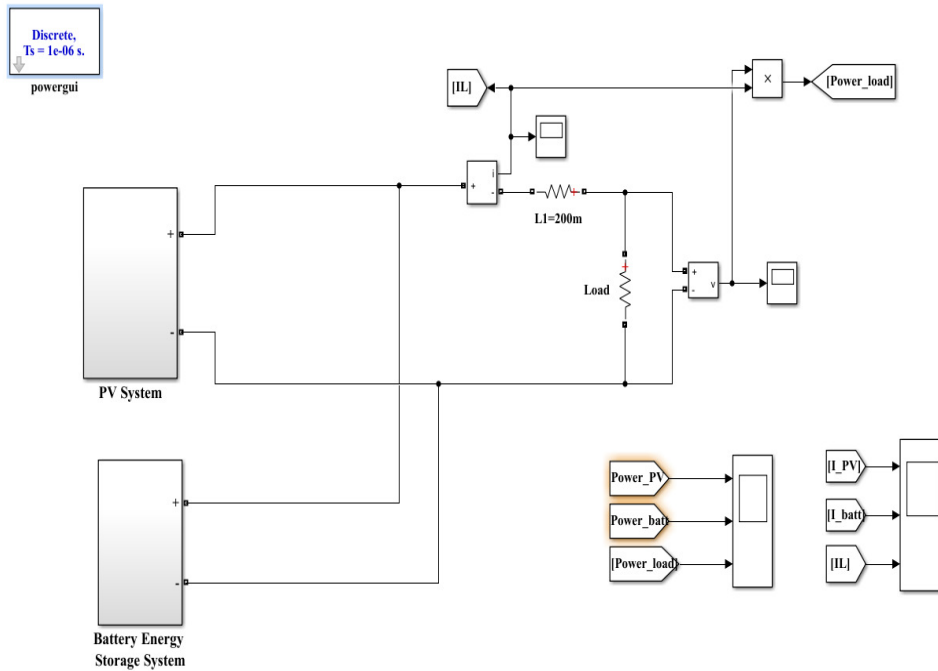 Discrete,
Ts = 1e-06 s.
powergui
[IL]
×
[Power_load]
+
i
-
+
L1=200m
+
-
PV System
Load
+
+
-
v
+
-
Battery Energy
Storage System
Power_PV
Power_batt
[Power_load]
[I_PV]
[I_batt]
[IL]